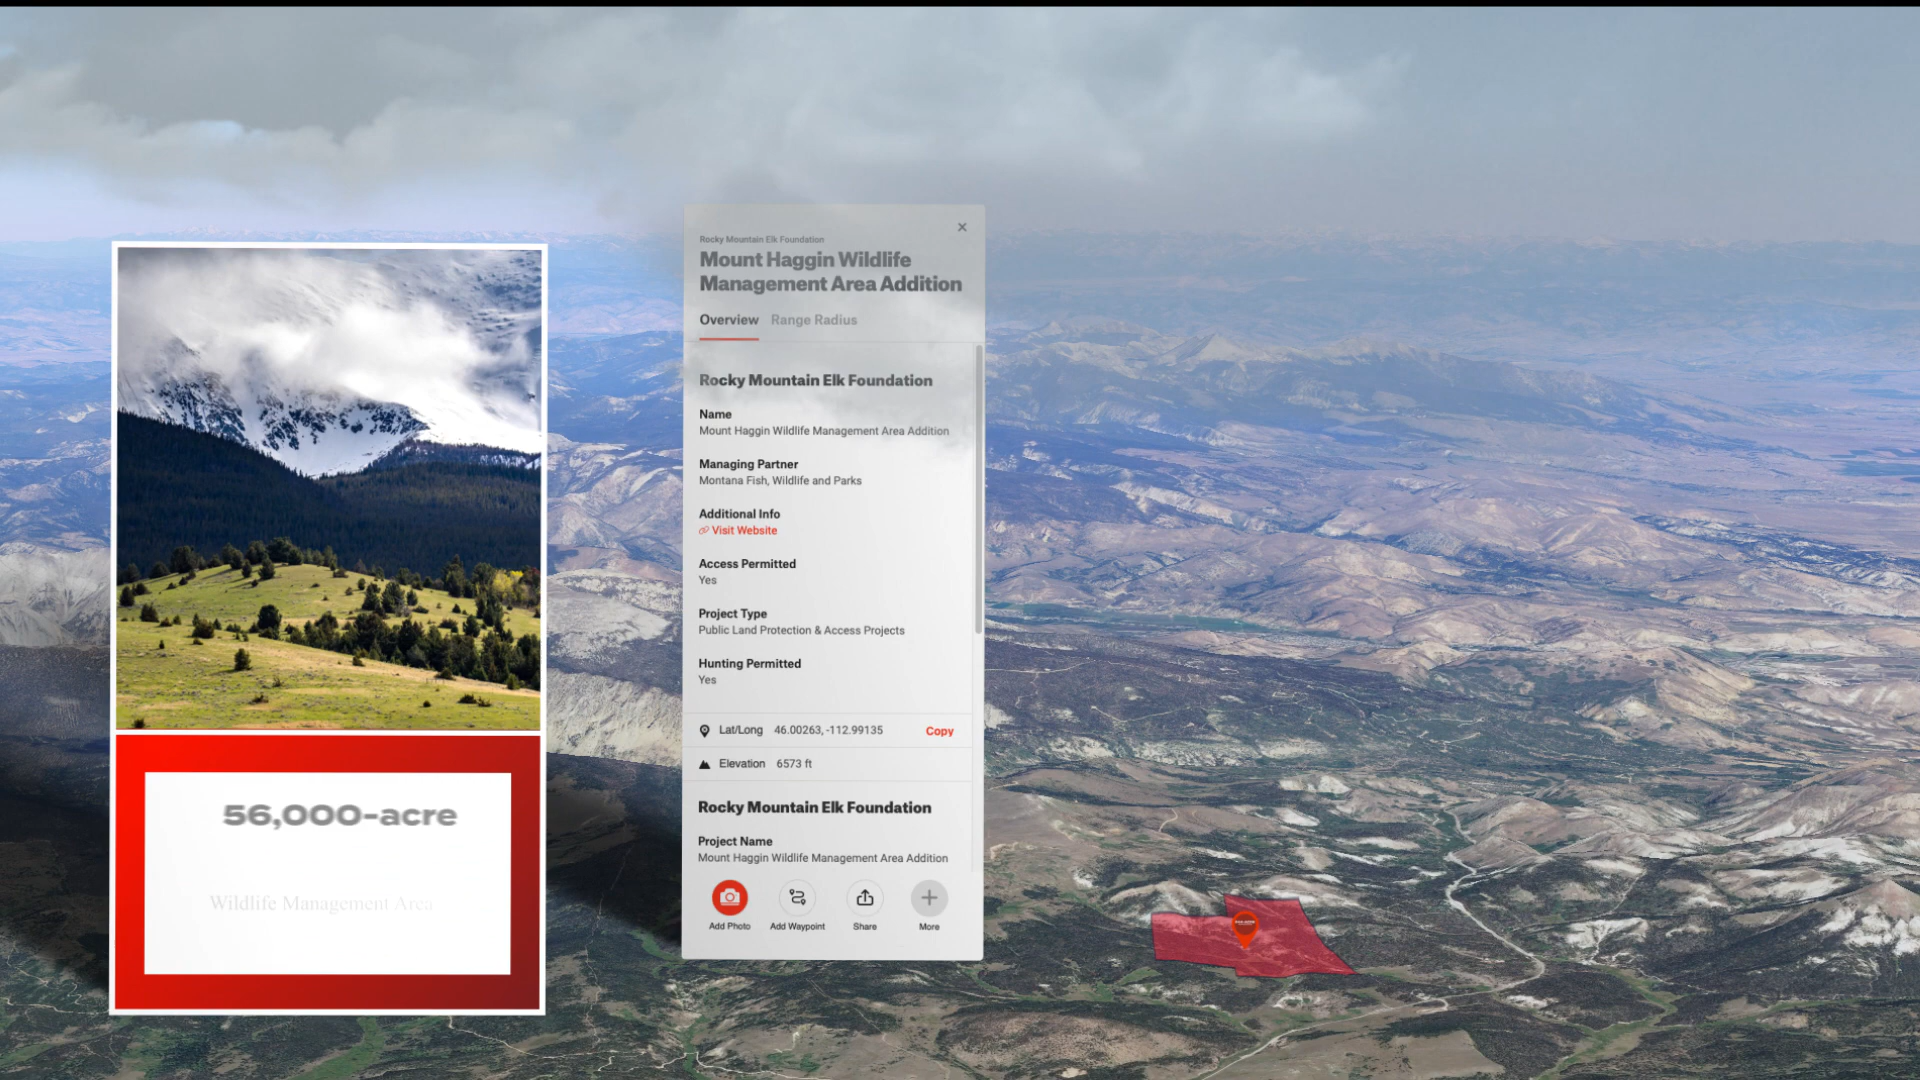 56,000-acre
Wildlife Management Area
Rocky Mountain Elk Foundation
Mount Haggin Wildlife
Management Area Addition
Overview Range Radius
Rocky Mountain Elk Foundation
Name
Mount Haggin Wildlife Management Area Addition
Managing Partner
Montana Fish, Wildlife and Parks
Additional Info
Visit Website
Access Permitted
Yes
Project Type
Public Land Protection & Access Projects
Hunting Permitted
Yes
Lat/Long 46.00263, -112.99135 Copy
Elevation 6573 ft
Rocky Mountain Elk Foundation
Project Name
Mount Haggin Wildlife Management Area Addition
Add Photo Add Waypoint Share More